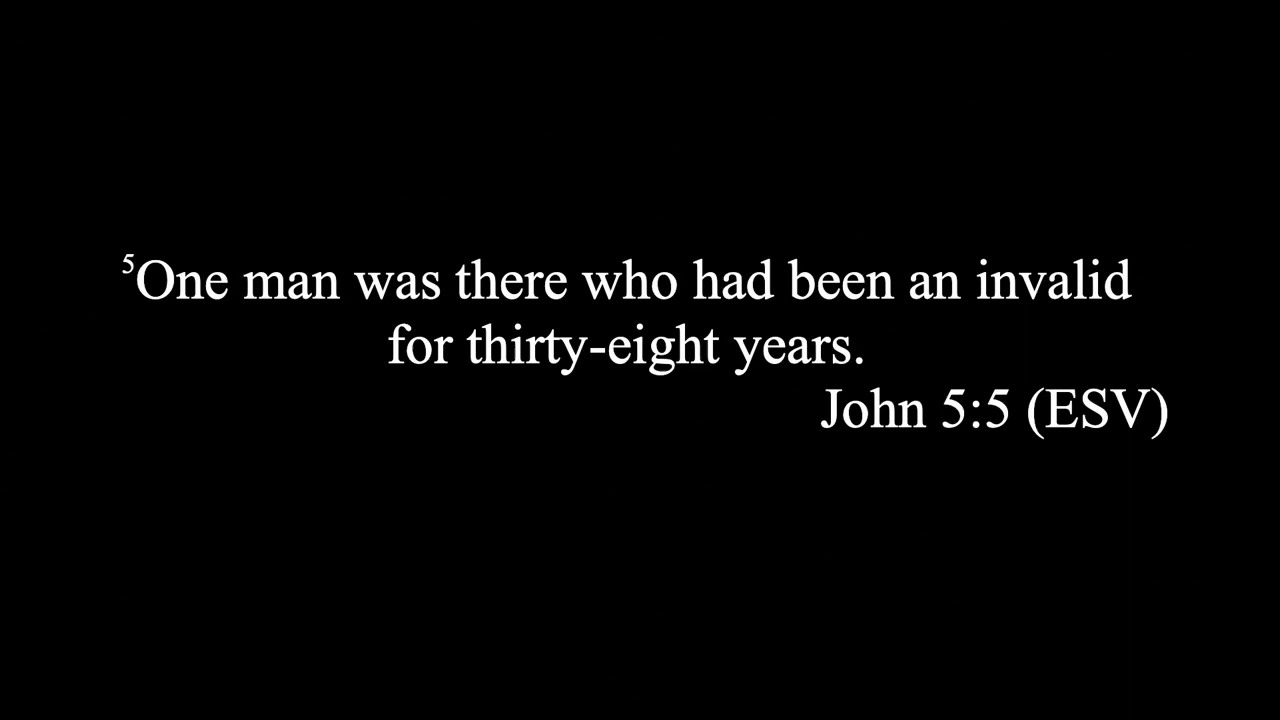 ⁵One man was there who had been an invalid
for thirty-eight years.
John 5:5 (ESV)